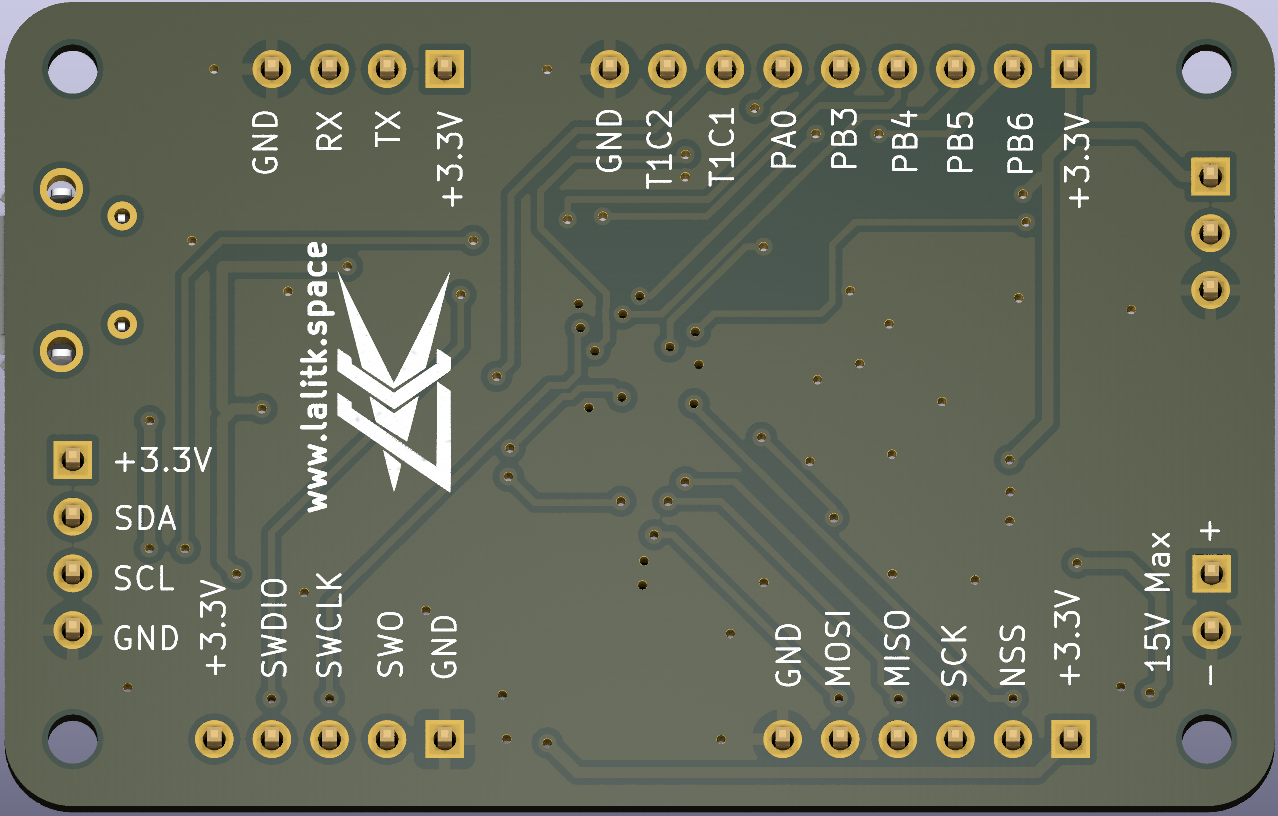 GND
RX
TX
+3.3V
GND
T1C2
T1C1
PA0
PB3
PB4
PB5
PB6
+3.3V
www.lalitk.space
+3.3V
SDA
SCL
GND
+3.3V
SWDIO
SWCLK
SWO
GND
GND
MOSI
MISO
SCK
NSS
+3.3V
15V Max
+
-